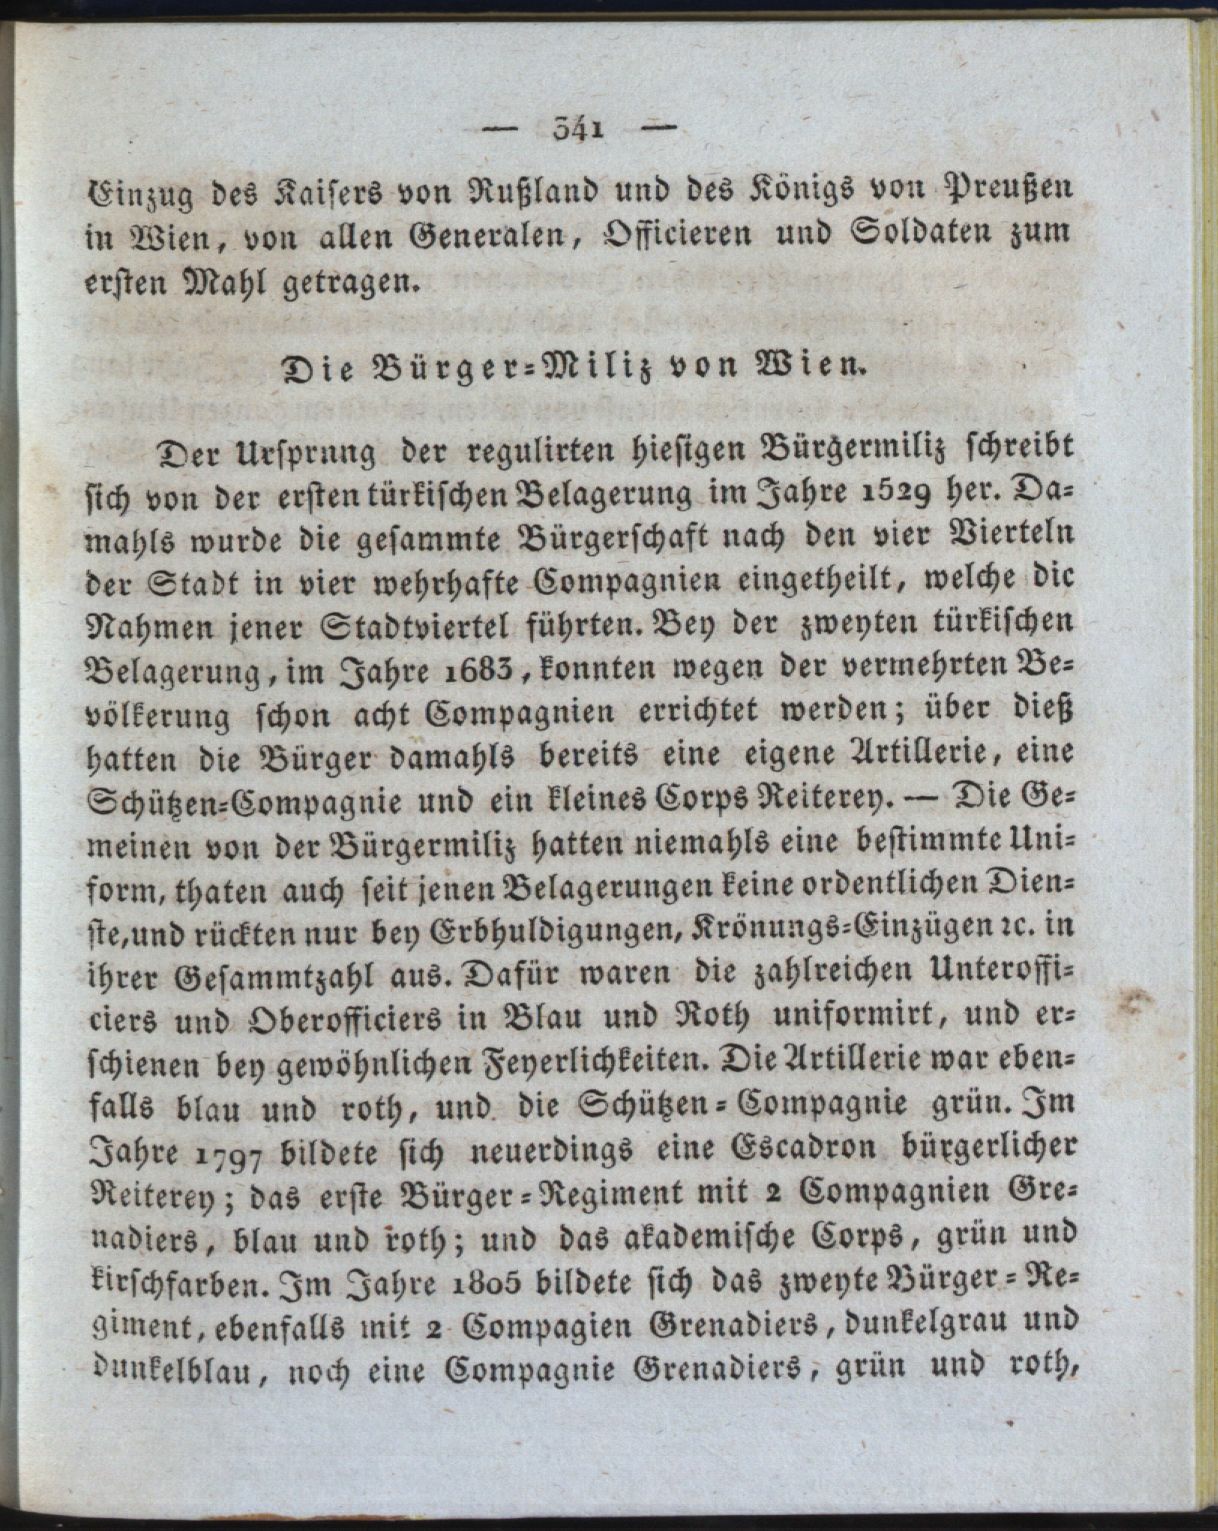 — 341 —
Einzug des Kaisers von Rußland und des Königs von Preußen
in Wien, von allen Generalen, Officieren und Soldaten zum
ersten Mahl getragen.
Die Bürger-Miliz von Wien.
Der Ursprung der regulirten hiesigen Bürgermiliz schreibt
sich von der ersten türkischen Belagerung im Jahre 1529 her. Da-
mahls wurde die gesammte Bürgerschaft nach den vier Vierteln
der Stadt in vier wehrhafte Compagnien eingetheilt, welche die
Nahmen jener Stadtviertel führten. Bey der zweyten türkischen
Belagerung, im Jahre 1683, konnten wegen der vermehrten Be-
völkerung schon acht Compagnien errichtet werden; über dieß
hatten die Bürger damahls bereits eine eigene Artillerie, eine
Schützen-Compagnie und ein kleines Corps Reiterey. — Die Ge-
meinen von der Bürgermiliz hatten niemahls eine bestimmte Uni-
form, thaten auch seit jenen Belagerungen keine ordentlichen Dien-
ste, und rückten nur bey Erbhuldigungen, Krönungs-Einzügen ꝛc. in
ihrer Gesammtzahl aus. Dafür waren die zahlreichen Unteroffi-
ciers und Oberofficiers in Blau und Roth uniformirt, und er-
schienen bey gewöhnlichen Feyerlichkeiten. Die Artillerie war eben-
falls blau und roth, und die Schützen-Compagnie grün. Im
Jahre 1797 bildete sich neuerdings eine Escadron bürgerlicher
Reiterey; das erste Bürger-Regiment mit 2 Compagnien Gre-
nadiers, blau und roth; und das akademische Corps, grün und
kirschfarben. Im Jahre 1805 bildete sich das zweyte Bürger-Re-
giment, ebenfalls mit 2 Compagien Grenadiers, dunkelgrau und
dunkelblau, noch eine Compagnie Grenadiers, grün und roth,